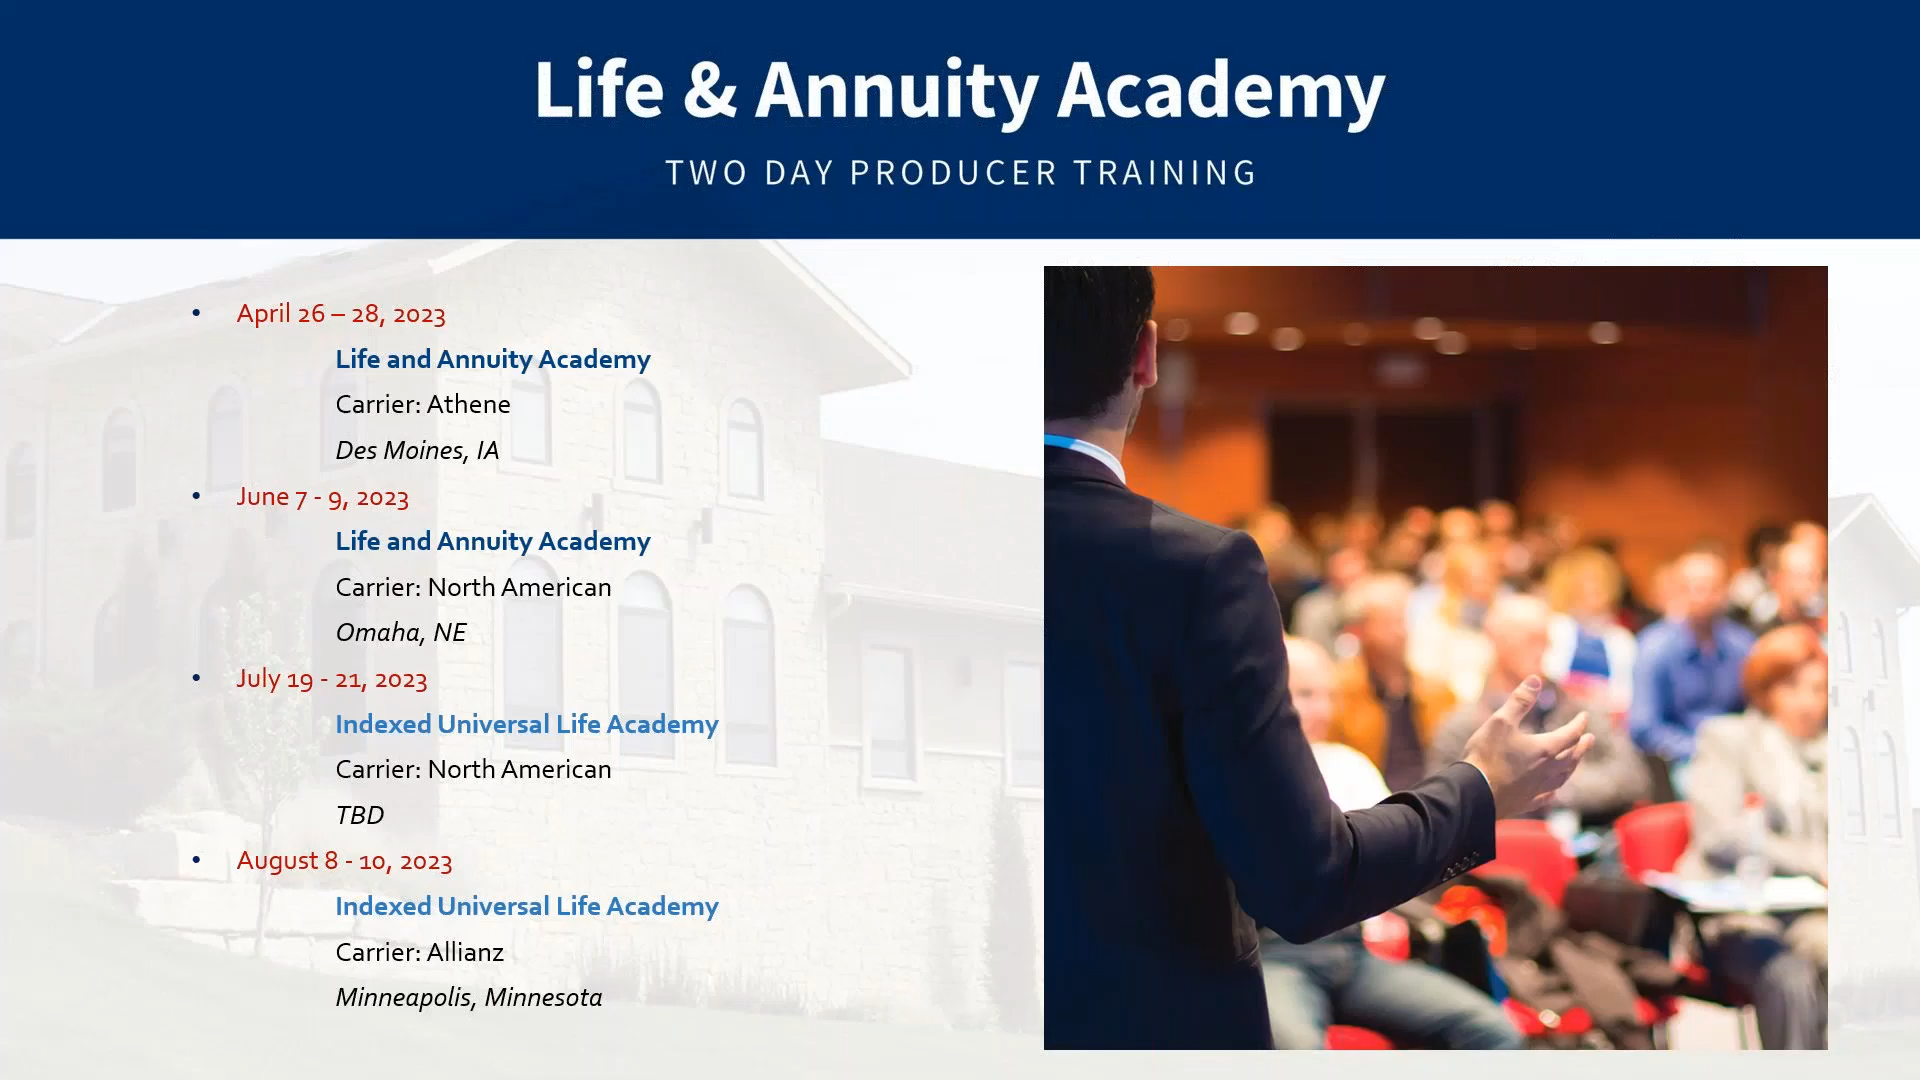 Life & Annuity Academy
TWO DAY PRODUCER TRAINING
• April 26 – 28, 2023
Life and Annuity Academy
Carrier: Athene
Des Moines, IA
• June 7 - 9, 2023
Life and Annuity Academy
Carrier: North American
Omaha, NE
• July 19 - 21, 2023
Indexed Universal Life Academy
Carrier: North American
TBD
• August 8 - 10, 2023
Indexed Universal Life Academy
Carrier: Allianz
Minneapolis, Minnesota